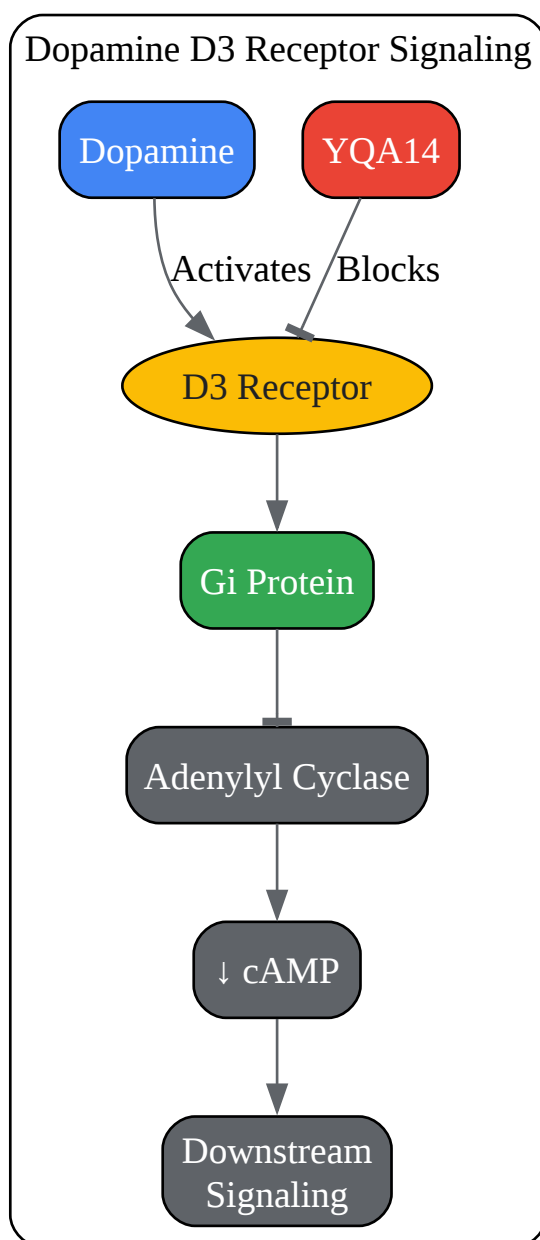 Dopamine D3 Receptor Signaling
Dopamine
YQA14
Activates
Blocks
D3 Receptor
Gi Protein
Adenylyl Cyclase
↓ cAMP
Downstream
Signaling